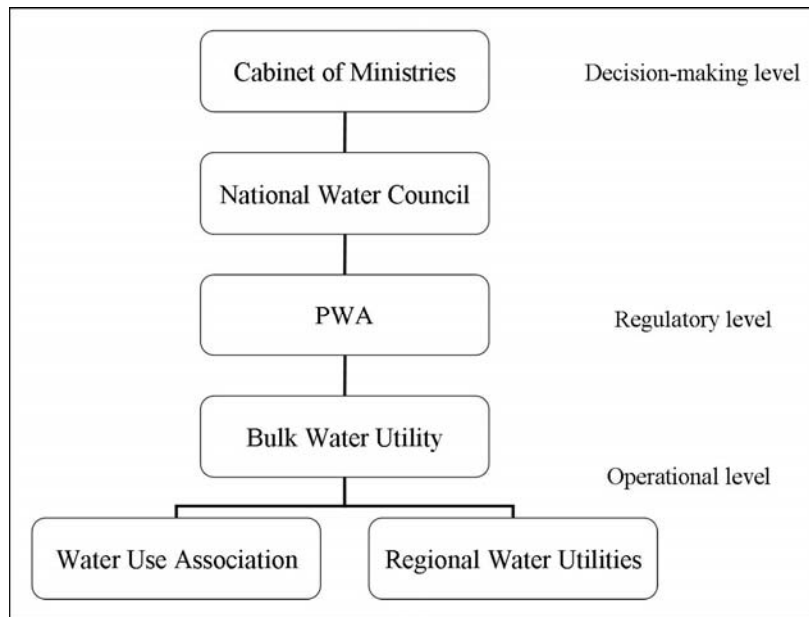 Cabinet of Ministries
Decision-making level
National Water Council
PWA
Regulatory level
Bulk Water Utility
Operational level
Water Use Association
Regional Water Utilities